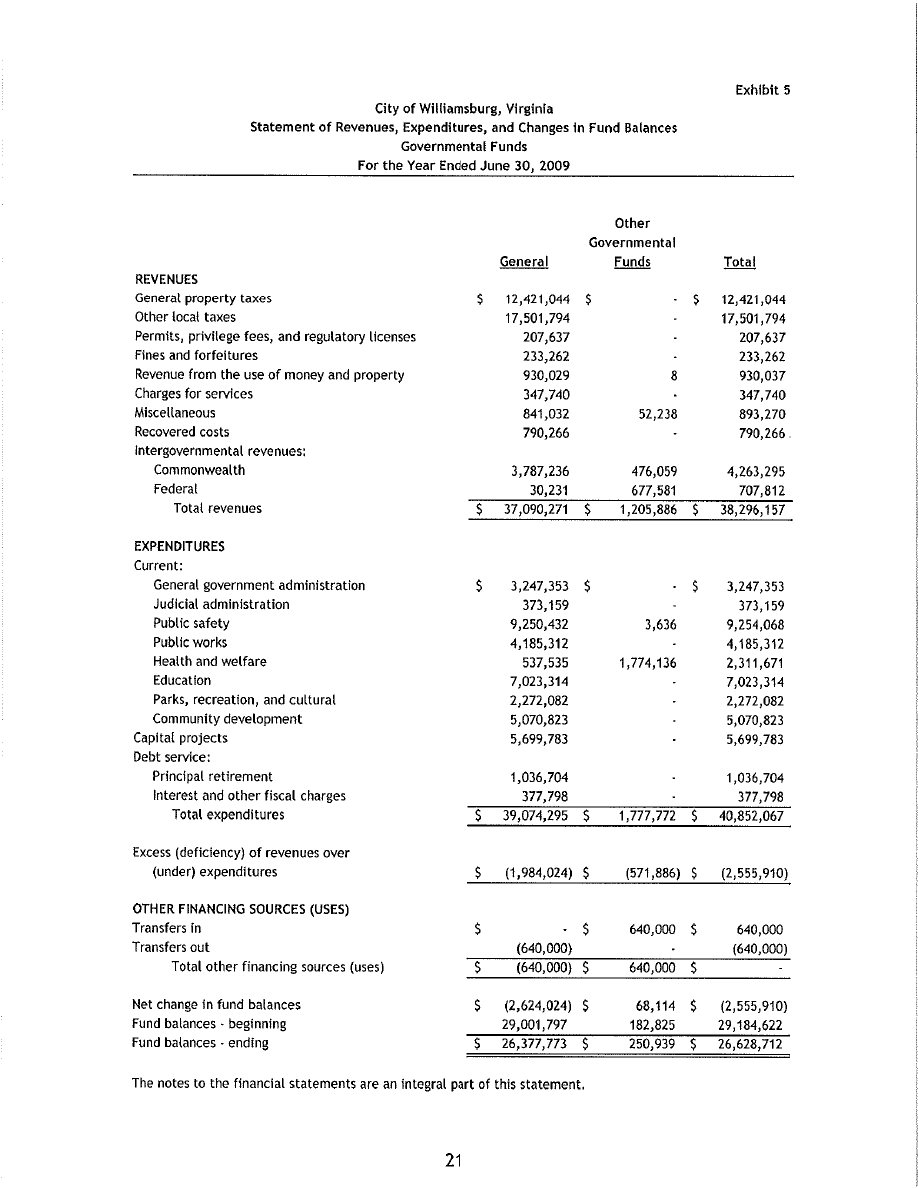 Exhibit 5
City of Williamsburg, Virginia
Statement of Revenues, Expenditures, and Changes in Fund Balances
Governmental Funds
For the Year Ended June 30, 2009
Other
Governmental
General Funds Total
REVENUES
General property taxes $ 12,421,044 $ - $ 12,421,044
Other local taxes 17,501,794 - 17,501,794
Permits, privilege fees, and regulatory licenses 207,637 - 207,637
Fines and forfeitures 233,262 - 233,262
Revenue from the use of money and property 930,029 8 930,037
Charges for services 347,740 - 347,740
Miscellaneous 841,032 52,238 893,270
Recovered costs 790,266 - 790,266
Intergovernmental revenues:
Commonwealth 3,787,236 476,059 4,263,295
Federal 30,231 677,581 707,812
Total revenues $ 37,090,271 $ 1,205,886 $ 38,296,157
EXPENDITURES
Current:
General government administration $ 3,247,353 $ - $ 3,247,353
Judicial administration 373,159 - 373,159
Public safety 9,250,432 3,636 9,254,068
Public works 4,185,312 - 4,185,312
Health and welfare 537,535 1,774,136 2,311,671
Education 7,023,314 - 7,023,314
Parks, recreation, and cultural 2,272,082 - 2,272,082
Community development 5,070,823 - 5,070,823
Capital projects 5,699,783 - 5,699,783
Debt service:
Principal retirement 1,036,704 - 1,036,704
Interest and other fiscal charges 377,798 - 377,798
Total expenditures $ 39,074,295 $ 1,777,772 $ 40,852,067
Excess (deficiency) of revenues over
(under) expenditures $ (1,984,024) $ (571,886) $ (2,555,910)
OTHER FINANCING SOURCES (USES)
Transfers in $ - $ 640,000 $ 640,000
Transfers out (640,000) - (640,000)
Total other financing sources (uses) $ (640,000) $ 640,000 $ -
Net change in fund balances $ (2,624,024) $ 68,114 $ (2,555,910)
Fund balances - beginning 29,001,797 182,825 29,184,622
Fund balances - ending $ 26,377,773 $ 250,939 $ 26,628,712
The notes to the financial statements are an integral part of this statement.
21